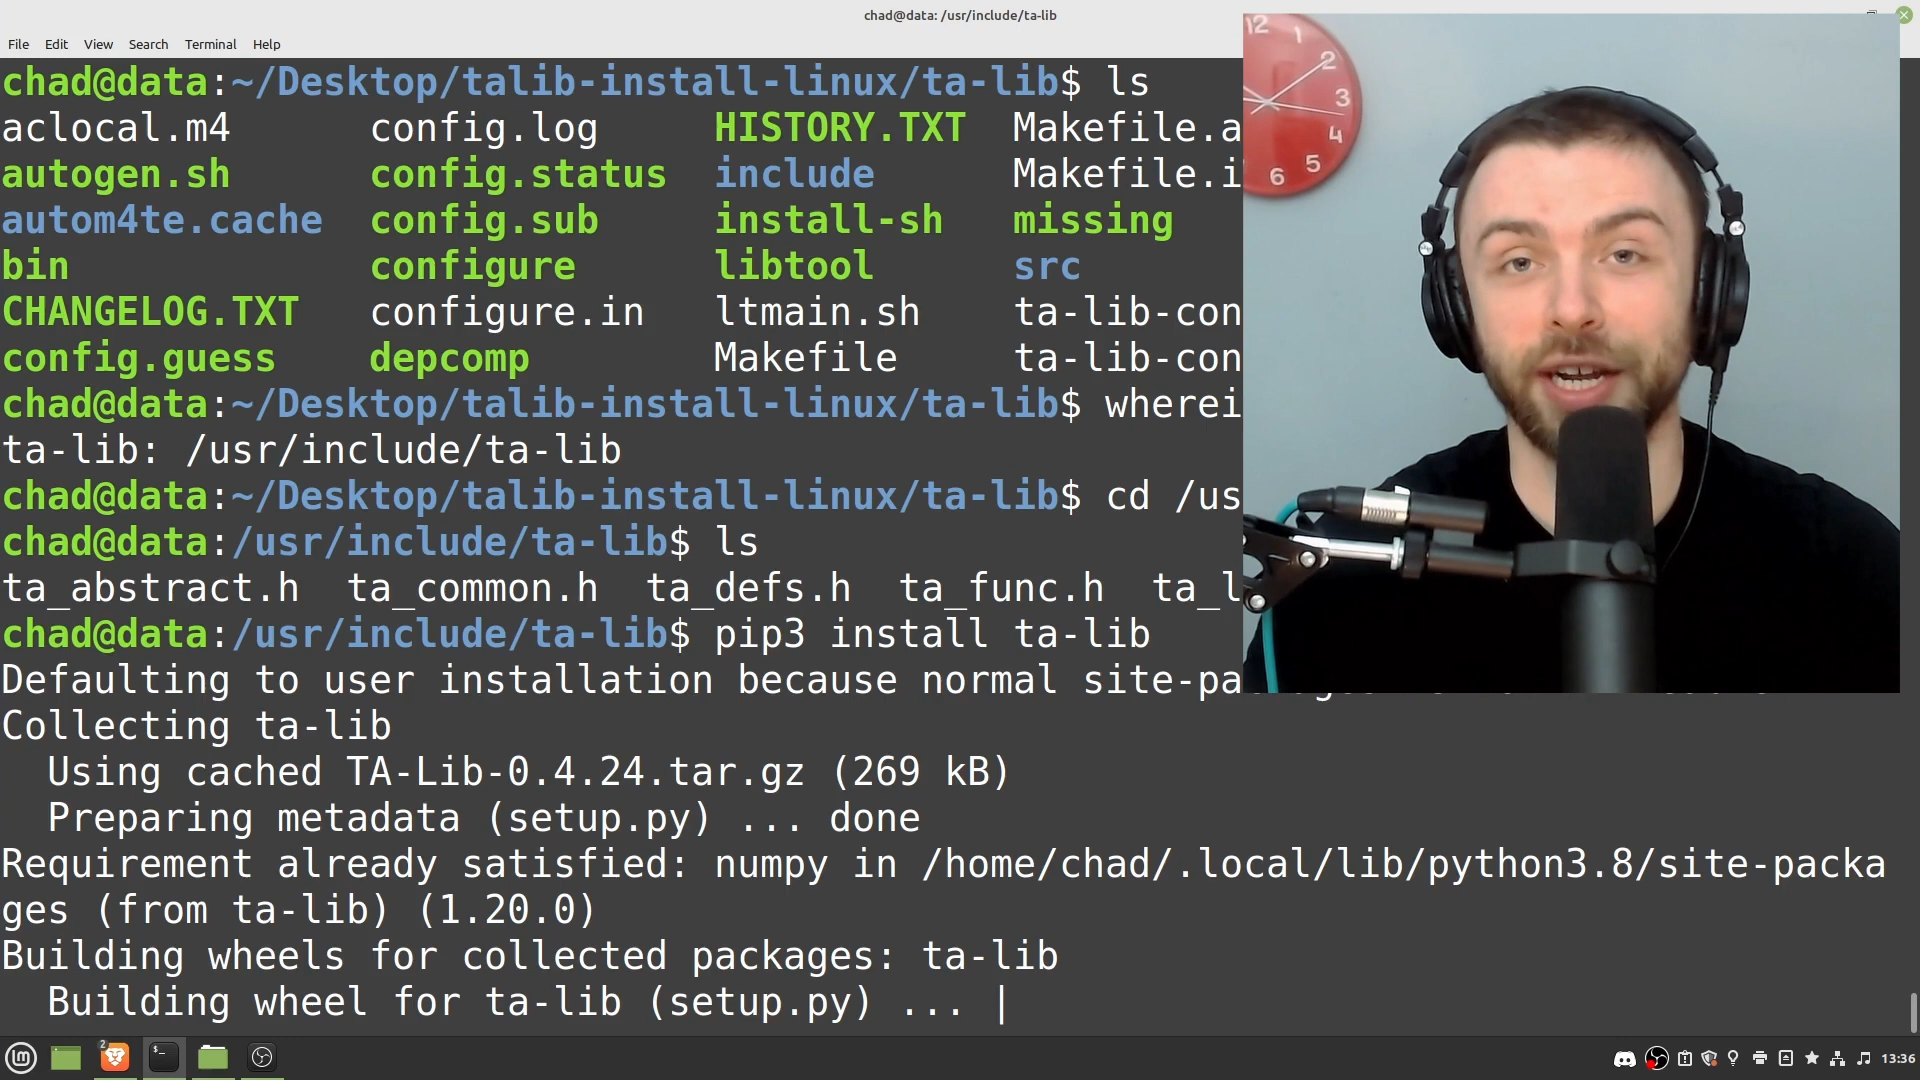 chad@data: /usr/include/ta-lib
File Edit View Search Terminal Help
chad@data:~/Desktop/talib-install-linux/ta-lib$ ls
aclocal.m4 config.log HISTORY.TXT Makefile.a
autogen.sh config.status include Makefile.i
autom4te.cache config.sub install-sh missing
bin configure libtool src
CHANGELOG.TXT configure.in ltmain.sh ta-lib-con
config.guess depcomp Makefile ta-lib-con
chad@data:~/Desktop/talib-install-linux/ta-lib$ wherei
ta-lib: /usr/include/ta-lib
chad@data:~/Desktop/talib-install-linux/ta-lib$ cd /us
chad@data:/usr/include/ta-lib$ ls
ta_abstract.h ta_common.h ta_defs.h ta_func.h ta_l
chad@data:/usr/include/ta-lib$ pip3 install ta-lib
Defaulting to user installation because normal site-pa
Collecting ta-lib
Using cached TA-Lib-0.4.24.tar.gz (269 kB)
Preparing metadata (setup.py) ... done
Requirement already satisfied: numpy in /home/chad/.local/lib/python3.8/site-packa
ges (from ta-lib) (1.20.0)
Building wheels for collected packages: ta-lib
Building wheel for ta-lib (setup.py) ... |
12 1 2 3 4 5 6
2
13:36